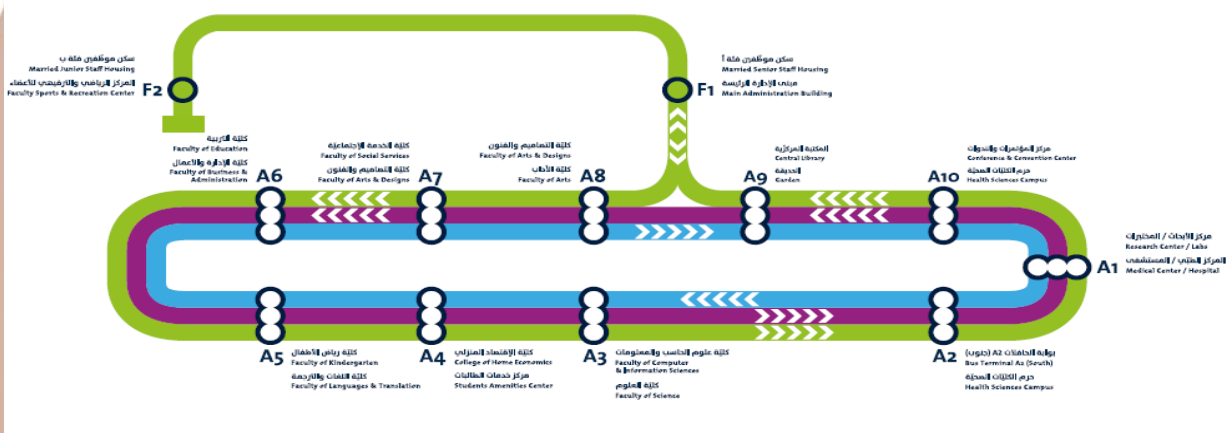 سكن موظفين فئة ب
Married Junior Staff Housing
المركز الرياضي والترفيهي للأعضاء
Faculty Sports & Recreation Center
F2
سكن موظفين فئة أ
Married Senior Staff Housing
مبنى الإدارة الرئيسة
Main Administration Building
F1
كلية التربية
Faculty of Education
كلية الإدارة والأعمال
Faculty of Business &
Administration
A6
كلية الخدمة الإجتماعية
Faculty of Social Services
كلية التصاميم والفنون
Faculty of Arts & Designs
A7
كلية التصاميم والفنون
Faculty of Arts & Designs
كلية الآداب
Faculty of Arts
A8
المكتبة المركزية
Central Library
الحديقة
Garden
A9
مركز المؤتمرات والندوات
Conference & Convention Center
حرم الكليات الصحية
Health Sciences Campus
A10
مركز الأبحاث / المختبرات
Research Center / Labs
المركز الطبي / المستشفى
Medical Center / Hospital
A1
A5
كلية رياض الأطفال
Faculty of Kindergarten
كلية اللغات والترجمة
Faculty of Languages & Translation
A4
كلية الإقتصاد المنزلي
College of Home Economics
مركز خدمات الطالبات
Students Amenities Center
A3
كلية علوم الحاسب والمعلومات
Faculty of Computer
& Information Sciences
كلية العلوم
Faculty of Science
A2
بوابة الحافلات A2 (جنوب)
Bus Terminal A2 (South)
حرم الكليات الصحية
Health Sciences Campus